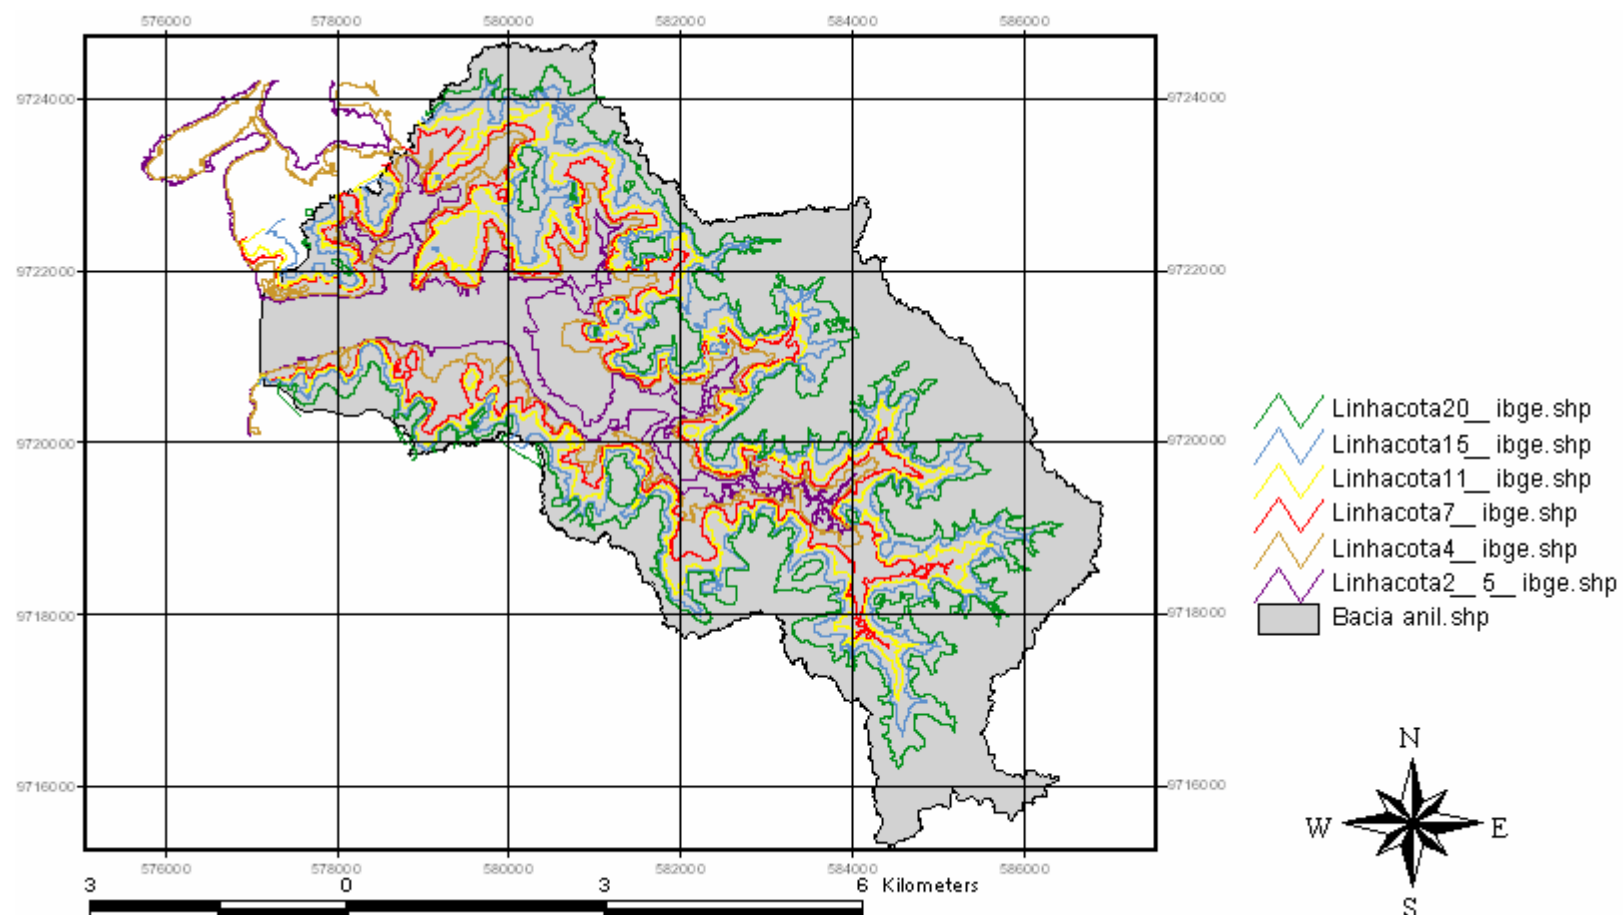 576000 578000 580000 582000 584000 586000
9724000 9724000
9722000 9722000
9720000 9720000
9718000 9718000
9716000 9716000
576000 578000 580000 582000 584000 586000
3 0 3 6 Kilometers
Linhacota20__ibge.shp
Linhacota15__ibge.shp
Linhacota11__ibge.shp
Linhacota7__ibge.shp
Linhacota4__ibge.shp
Linhacota2__5__ibge.shp
Bacia anil.shp
N
W E
S